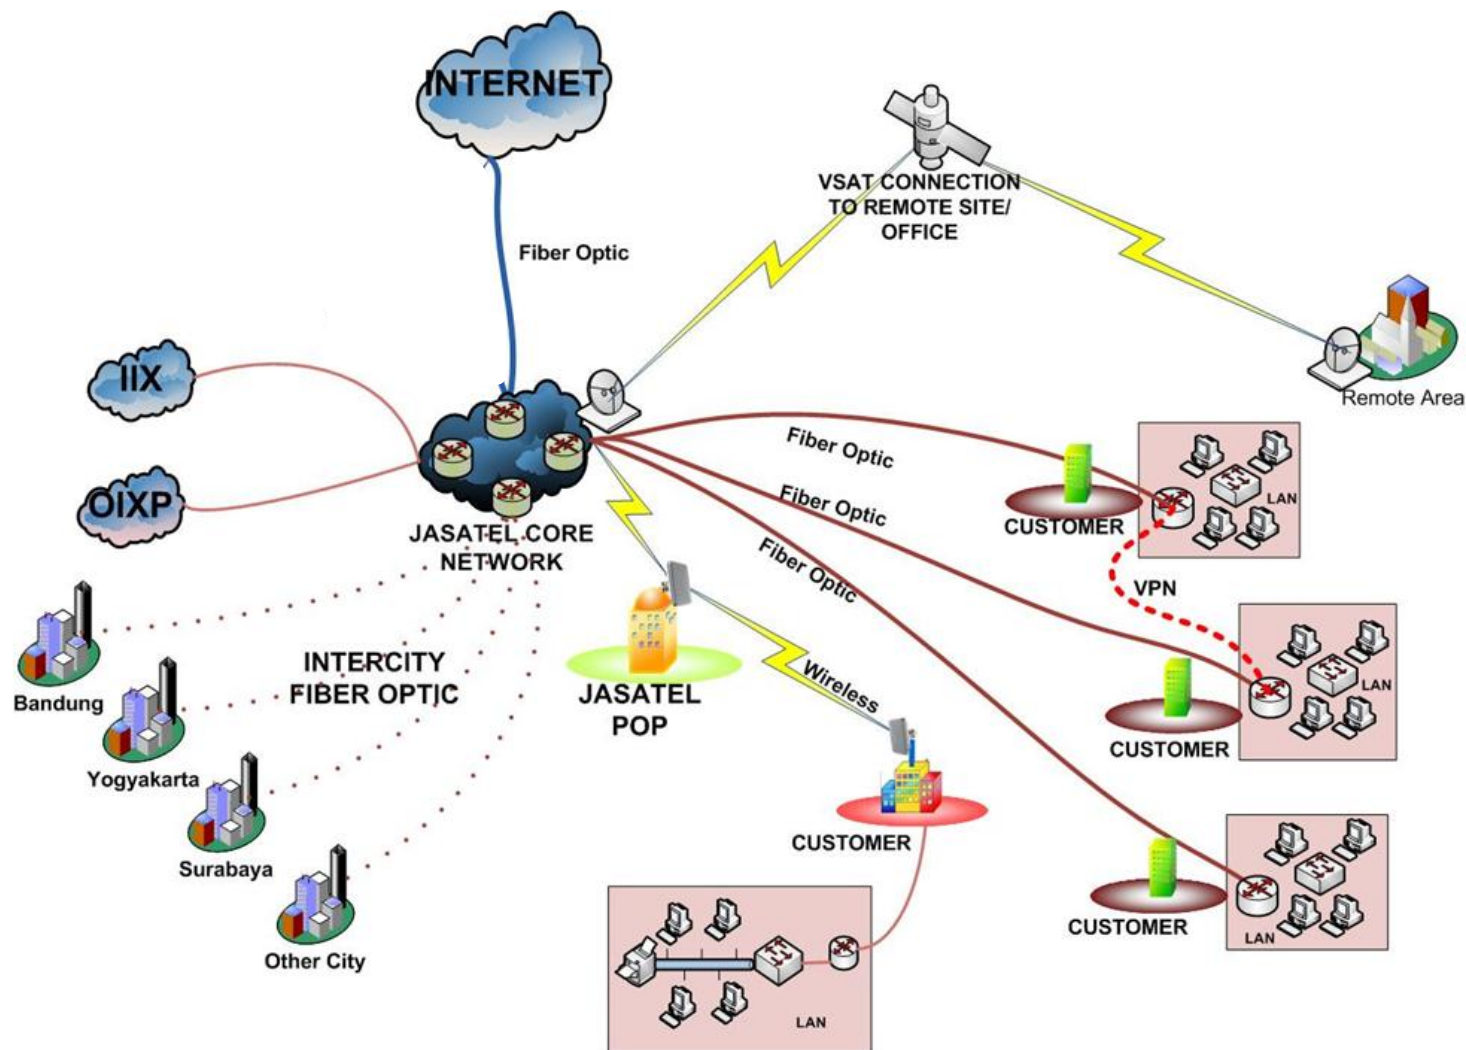 INTERNET
VSAT CONNECTION
TO REMOTE SITE/
OFFICE
Fiber Optic
IIX
Remote Area
Fiber Optic
LAN
OIXP
Fiber Optic
CUSTOMER
JASATEL CORE
NETWORK
Fiber Optic
VPN
INTERCITY
FIBER OPTIC
Wireless
LAN
Bandung
JASATEL
POP
CUSTOMER
Yogyakarta
CUSTOMER
Surabaya
CUSTOMER
LAN
Other City
LAN